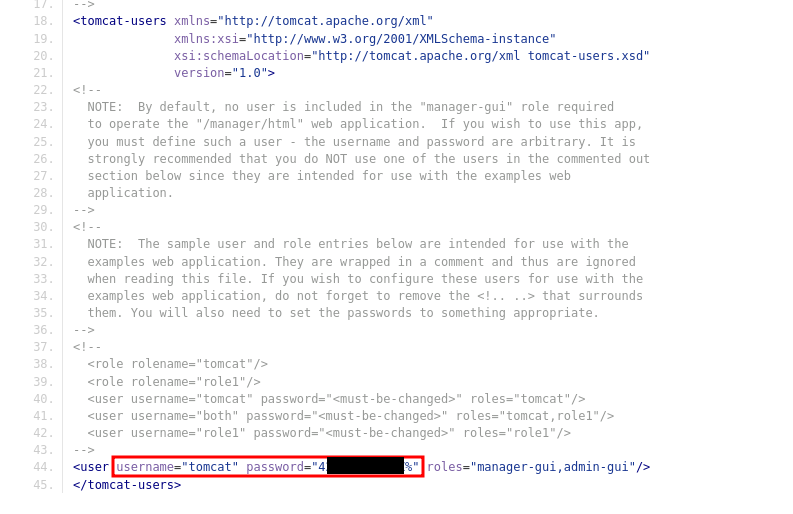 17. -->
18. <tomcat-users xmlns="http://tomcat.apache.org/xml"
19. xmlns:xsi="http://www.w3.org/2001/XMLSchema-instance"
20. xsi:schemaLocation="http://tomcat.apache.org/xml tomcat-users.xsd"
21. version="1.0">
22. <!--
23. NOTE:  By default, no user is included in the "manager-gui" role required
24. to operate the "/manager/html" web application.  If you wish to use this app,
25. you must define such a user - the username and password are arbitrary. It is
26. strongly recommended that you do NOT use one of the users in the commented out
27. section below since they are intended for use with the examples web
28. application.
29. -->
30. <!--
31. NOTE:  The sample user and role entries below are intended for use with the
32. examples web application. They are wrapped in a comment and thus are ignored
33. when reading this file. If you wish to configure these users for use with the
34. examples web application, do not forget to remove the <!.. ..> that surrounds
35. them. You will also need to set the passwords to something appropriate.
36. -->
37. <!--
38. <role rolename="tomcat"/>
39. <role rolename="role1"/>
40. <user username="tomcat" password="<must-be-changed>" roles="tomcat"/>
41. <user username="both" password="<must-be-changed>" roles="tomcat,role1"/>
42. <user username="role1" password="<must-be-changed>" roles="role1"/>
43. -->
44. <user username="tomcat" password="4 %" roles="manager-gui,admin-gui"/>
45. </tomcat-users>